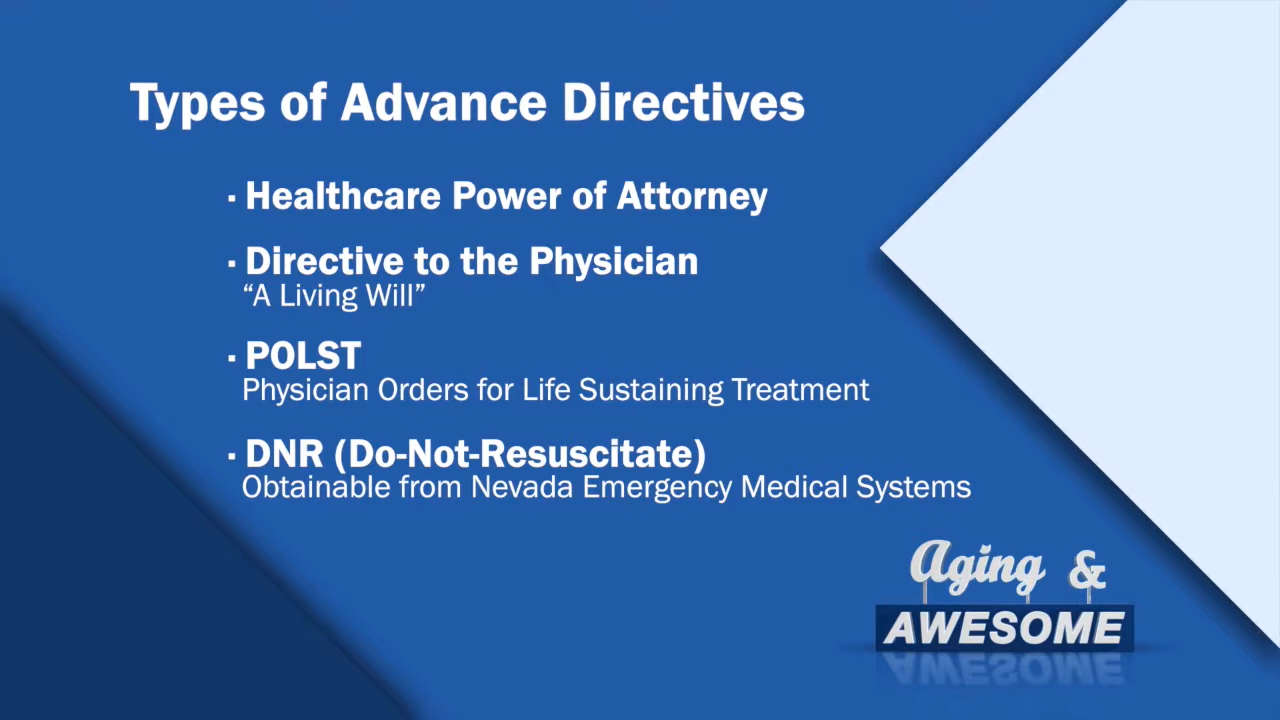 Types of Advance Directives
· Healthcare Power of Attorney
· Directive to the Physician
“A Living Will”
· POLST
Physician Orders for Life Sustaining Treatment
· DNR (Do-Not-Resuscitate)
Obtainable from Nevada Emergency Medical Systems
Aging &
AWESOME